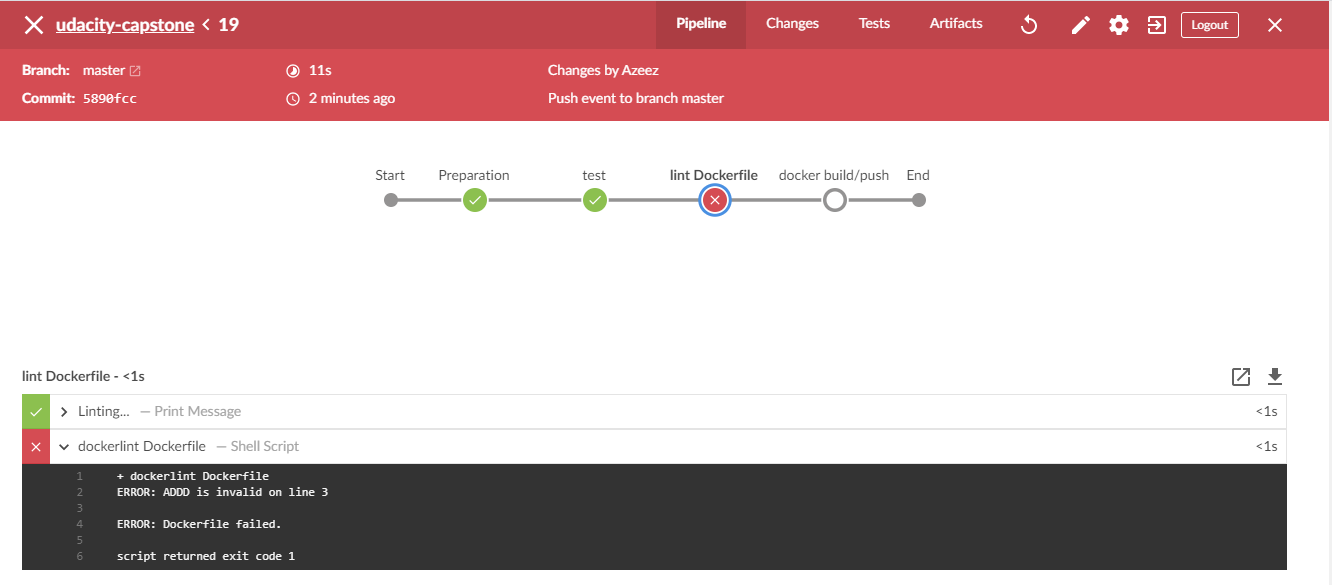 udacity-capstone < 19 Pipeline Changes Tests Artifacts Logout
Branch: master 11s Changes by Azeez
Commit: 5890fcc 2 minutes ago Push event to branch master
Start Preparation test lint Dockerfile docker build/push End
lint Dockerfile - <1s
Linting... — Print Message <1s
dockerlint Dockerfile — Shell Script <1s
1 + dockerlint Dockerfile
2 ERROR: ADDD is invalid on line 3
3
4 ERROR: Dockerfile failed.
5
6 script returned exit code 1